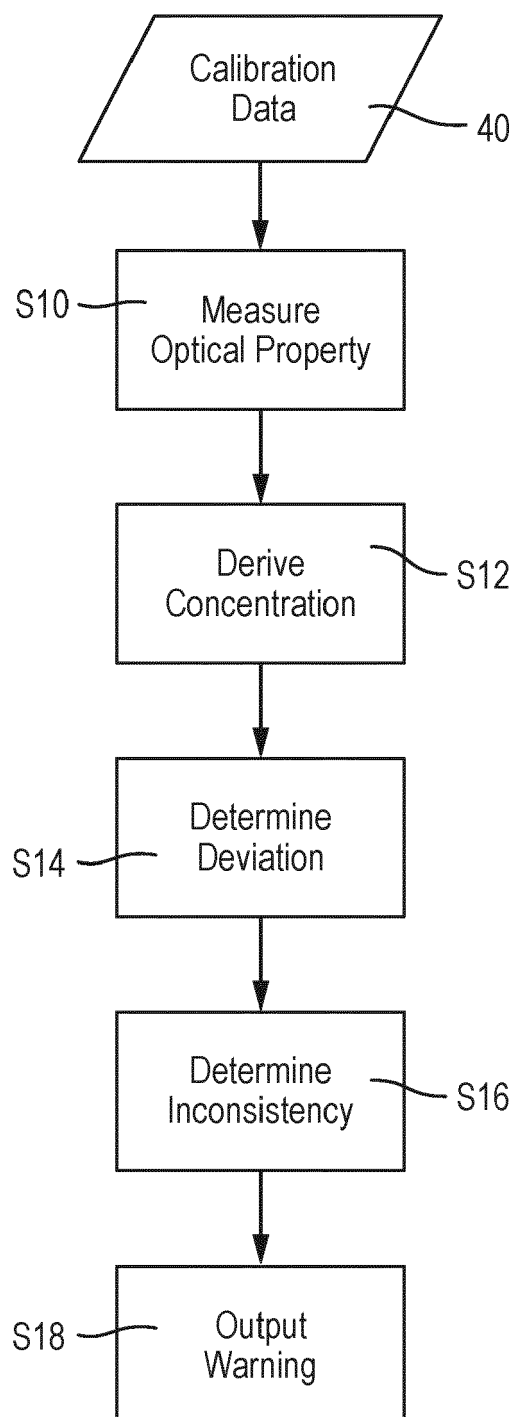 Calibration
Data
40
S10
Measure
Optical Property
Derive
Concentration
S12
Determine
Deviation
S14
Determine
Inconsistency
S16
S18
Output
Warning